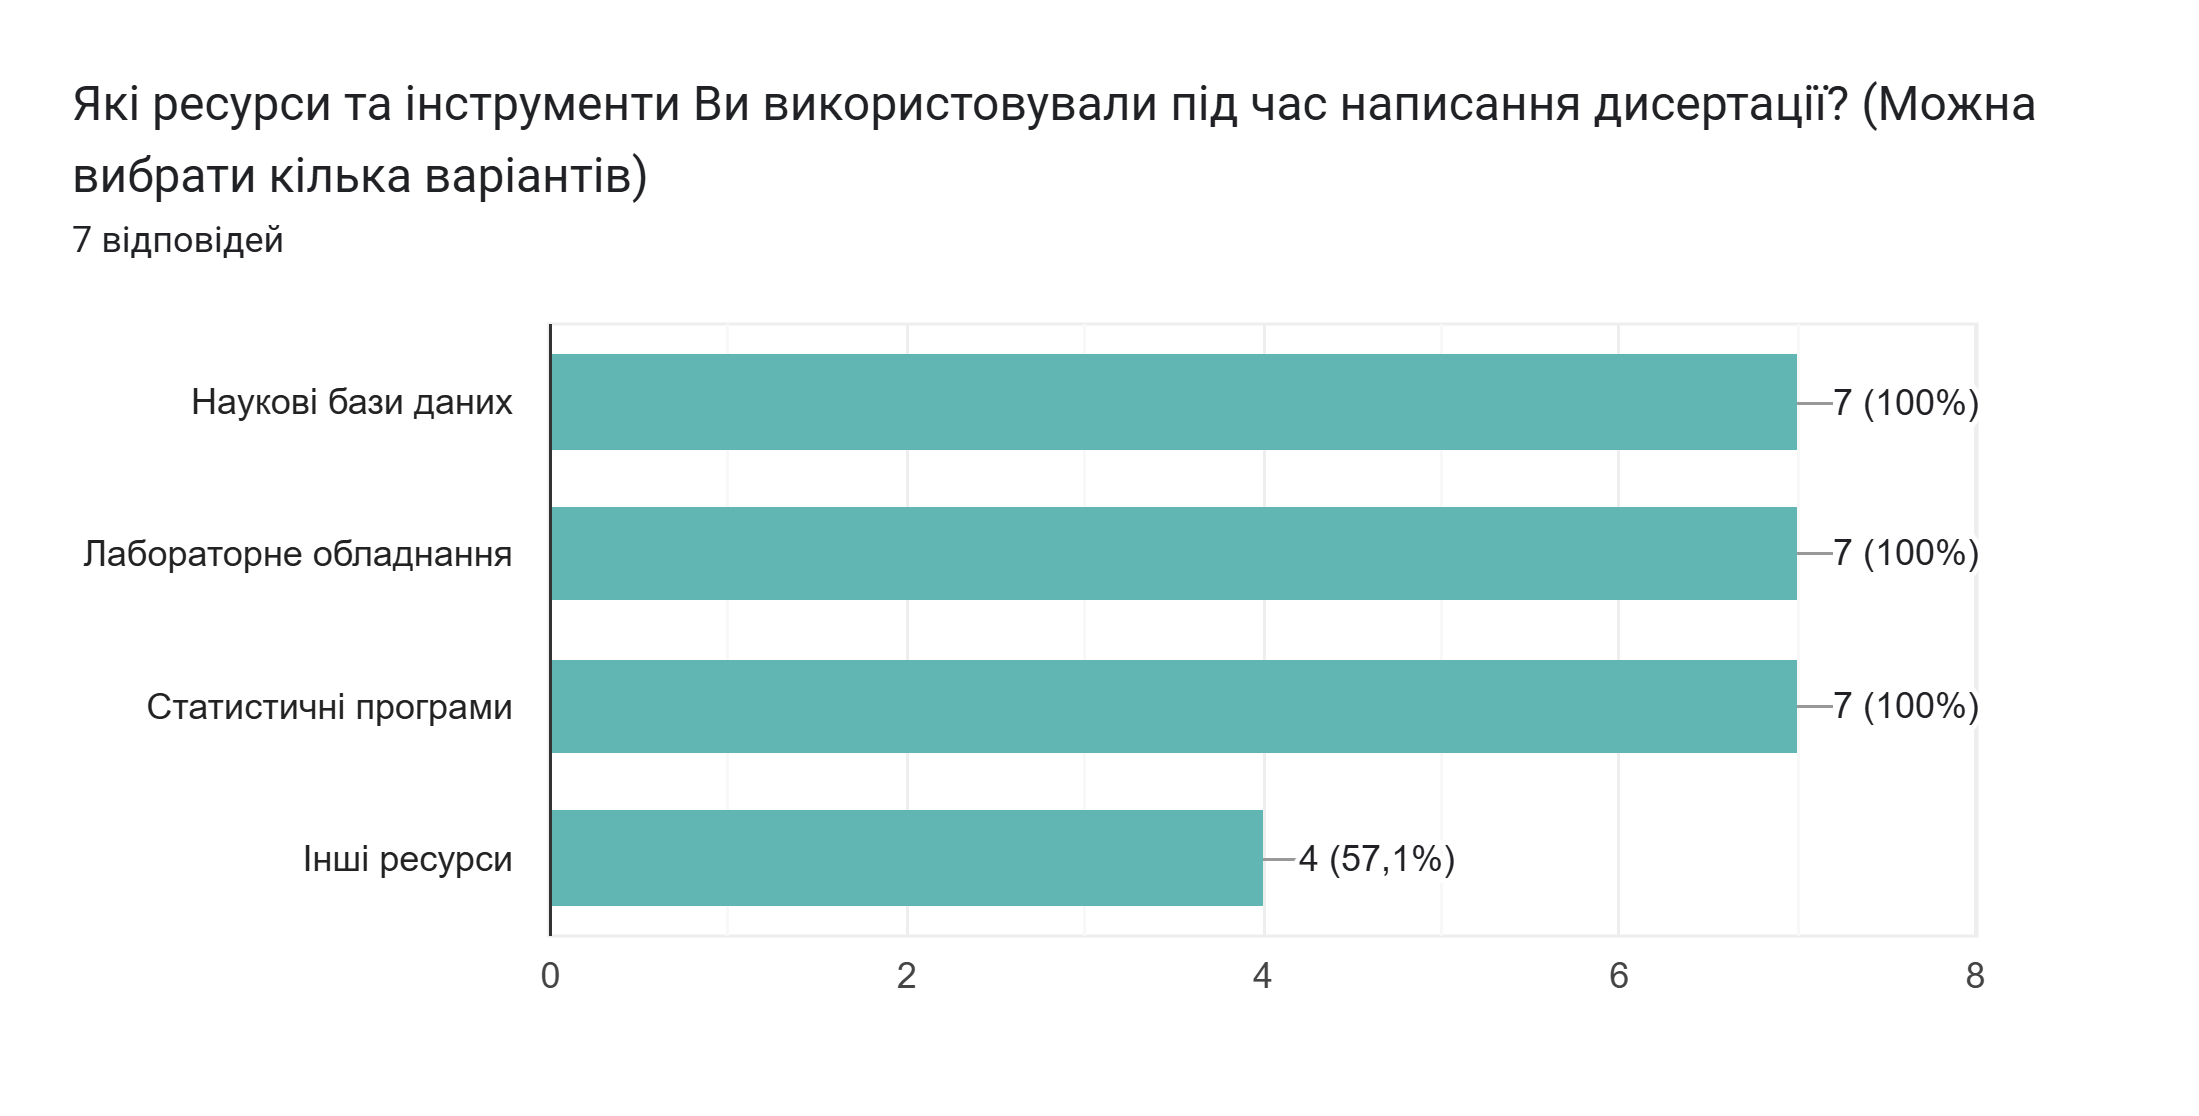 Які ресурси та інструменти Ви використовували під час написання дисертації? (Можна
вибрати кілька варіантів)
7 відповідей
Наукові бази даних
7 (100%)
Лабораторне обладнання
7 (100%)
Статистичні програми
7 (100%)
Інші ресурси
4 (57,1%)
0 2 4 6 8